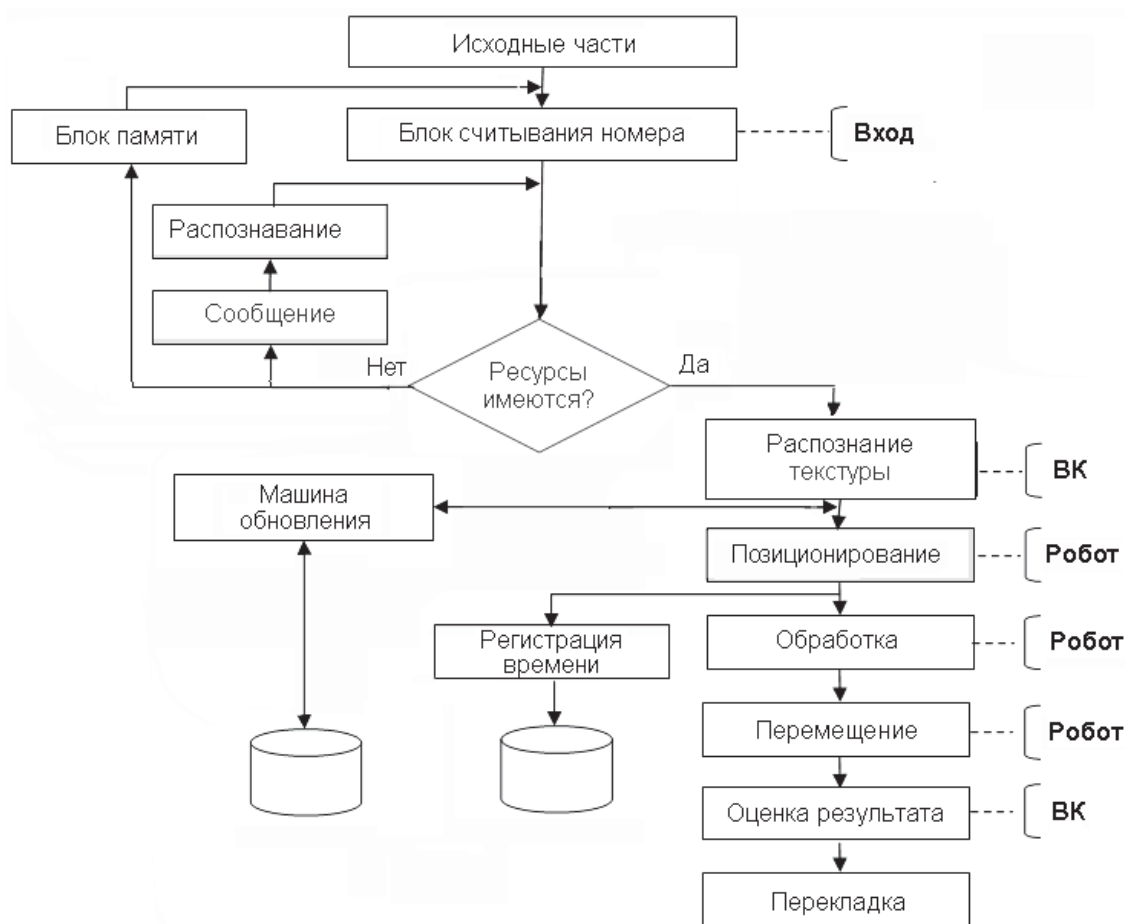 Исходные части
Блок памяти
Блок считывания номера
Вход
Распознавание
Сообщение
Нет
Ресурсы
имеются?
Да
Распознание
текстуры
ВК
Машина
обновления
Позиционирование
Робот
Регистрация
времени
Обработка
Робот
Перемещение
Робот
Оценка результата
ВК
Перекладка